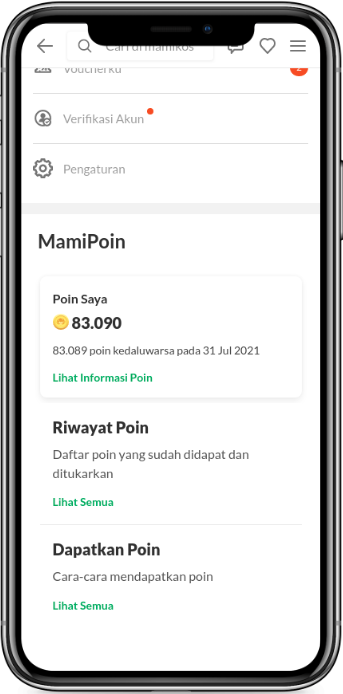 Cari di mamikos
Voucherku
2
Verifikasi Akun
Pengaturan
MamiPoin
Poin Saya
83.090
83.089 poin kedaluwarsa pada 31 Jul 2021
Lihat Informasi Poin
Riwayat Poin
Daftar poin yang sudah didapat dan
ditukarkan
Lihat Semua
Dapatkan Poin
Cara-cara mendapatkan poin
Lihat Semua